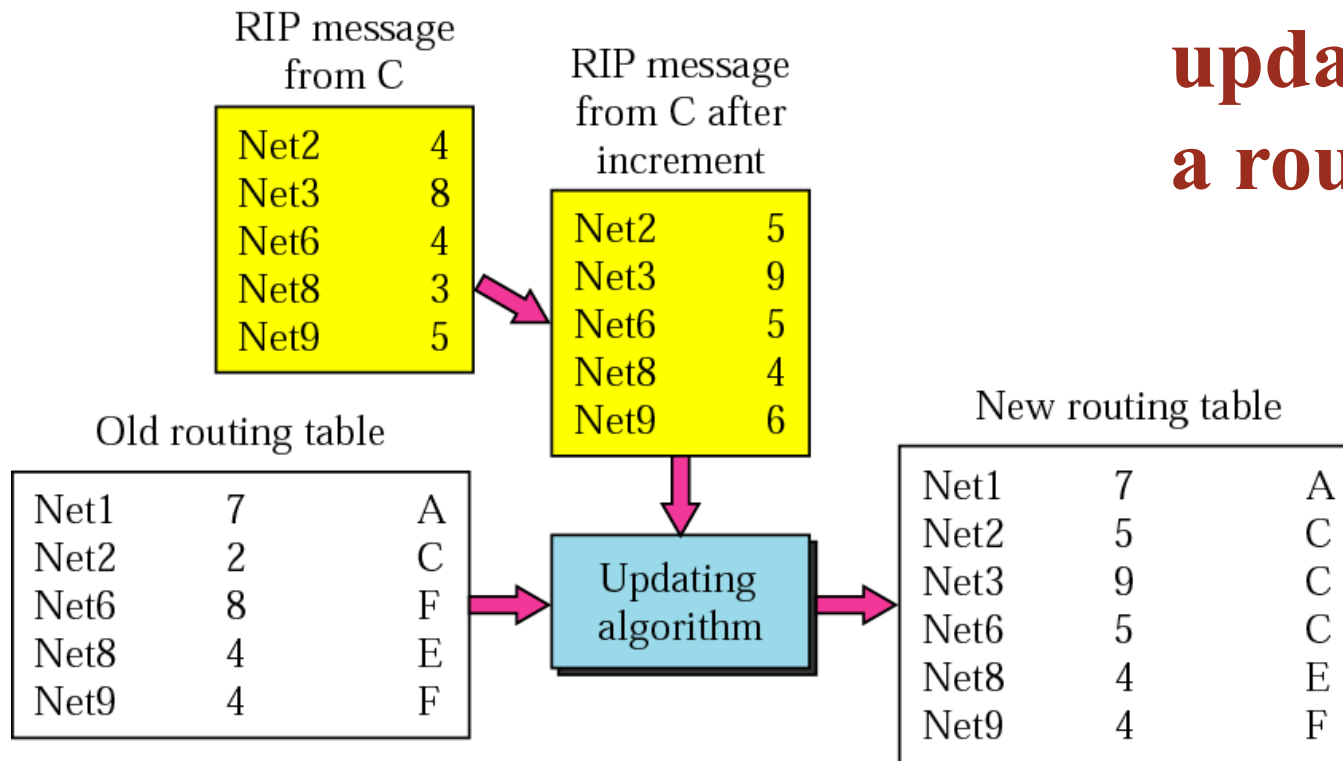 RIP message
from C
Net2 4
Net3 8
Net6 4
Net8 3
Net9 5
RIP message
from C after
increment
Net2 5
Net3 9
Net6 5
Net8 4
Net9 6
upda
a rou
Old routing table
Net1 7 A
Net2 2 C
Net6 8 F
Net8 4 E
Net9 4 F
Updating
algorithm
New routing table
Net1 7 A
Net2 5 C
Net3 9 C
Net6 5 C
Net8 4 E
Net9 4 F